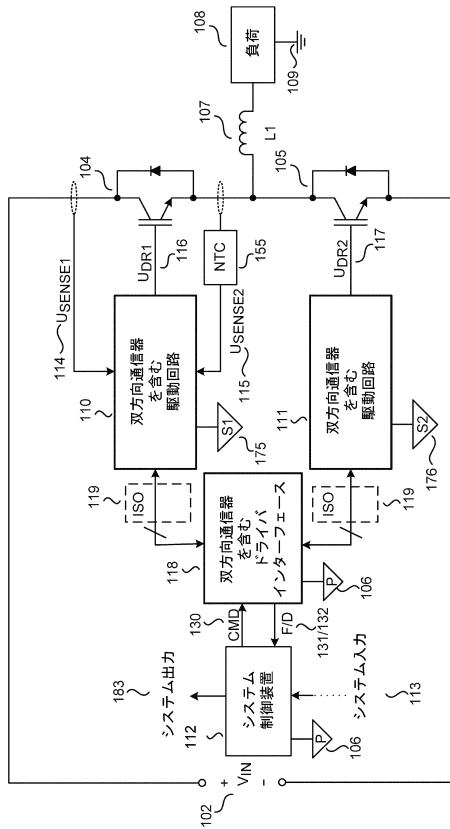 102
+
VIN
−
183
システム出力
112
システム
制御装置
P
106
システム入力
113
130
CMD
F/D
131/132
118
双方向通信器
を含む
ドライバ
インターフェース
P
106
119
ISO
ISO
119
114
USENSE1
110
双方向通信器
を含む
駆動回路
S1
175
USENSE2
115
NTC
155
UDR1
116
104
111
双方向通信器
を含む
駆動回路
S2
176
UDR2
117
105
107
L1
108
負荷
109